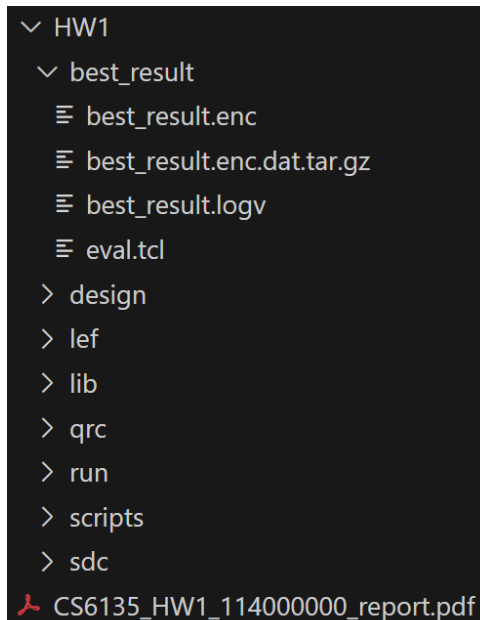 HW1
best_result
best_result.enc
best_result.enc.dat.tar.gz
best_result.logv
eval.tcl
design
lef
lib
qrc
run
scripts
sdc
CS6135_HW1_114000000_report.pdf